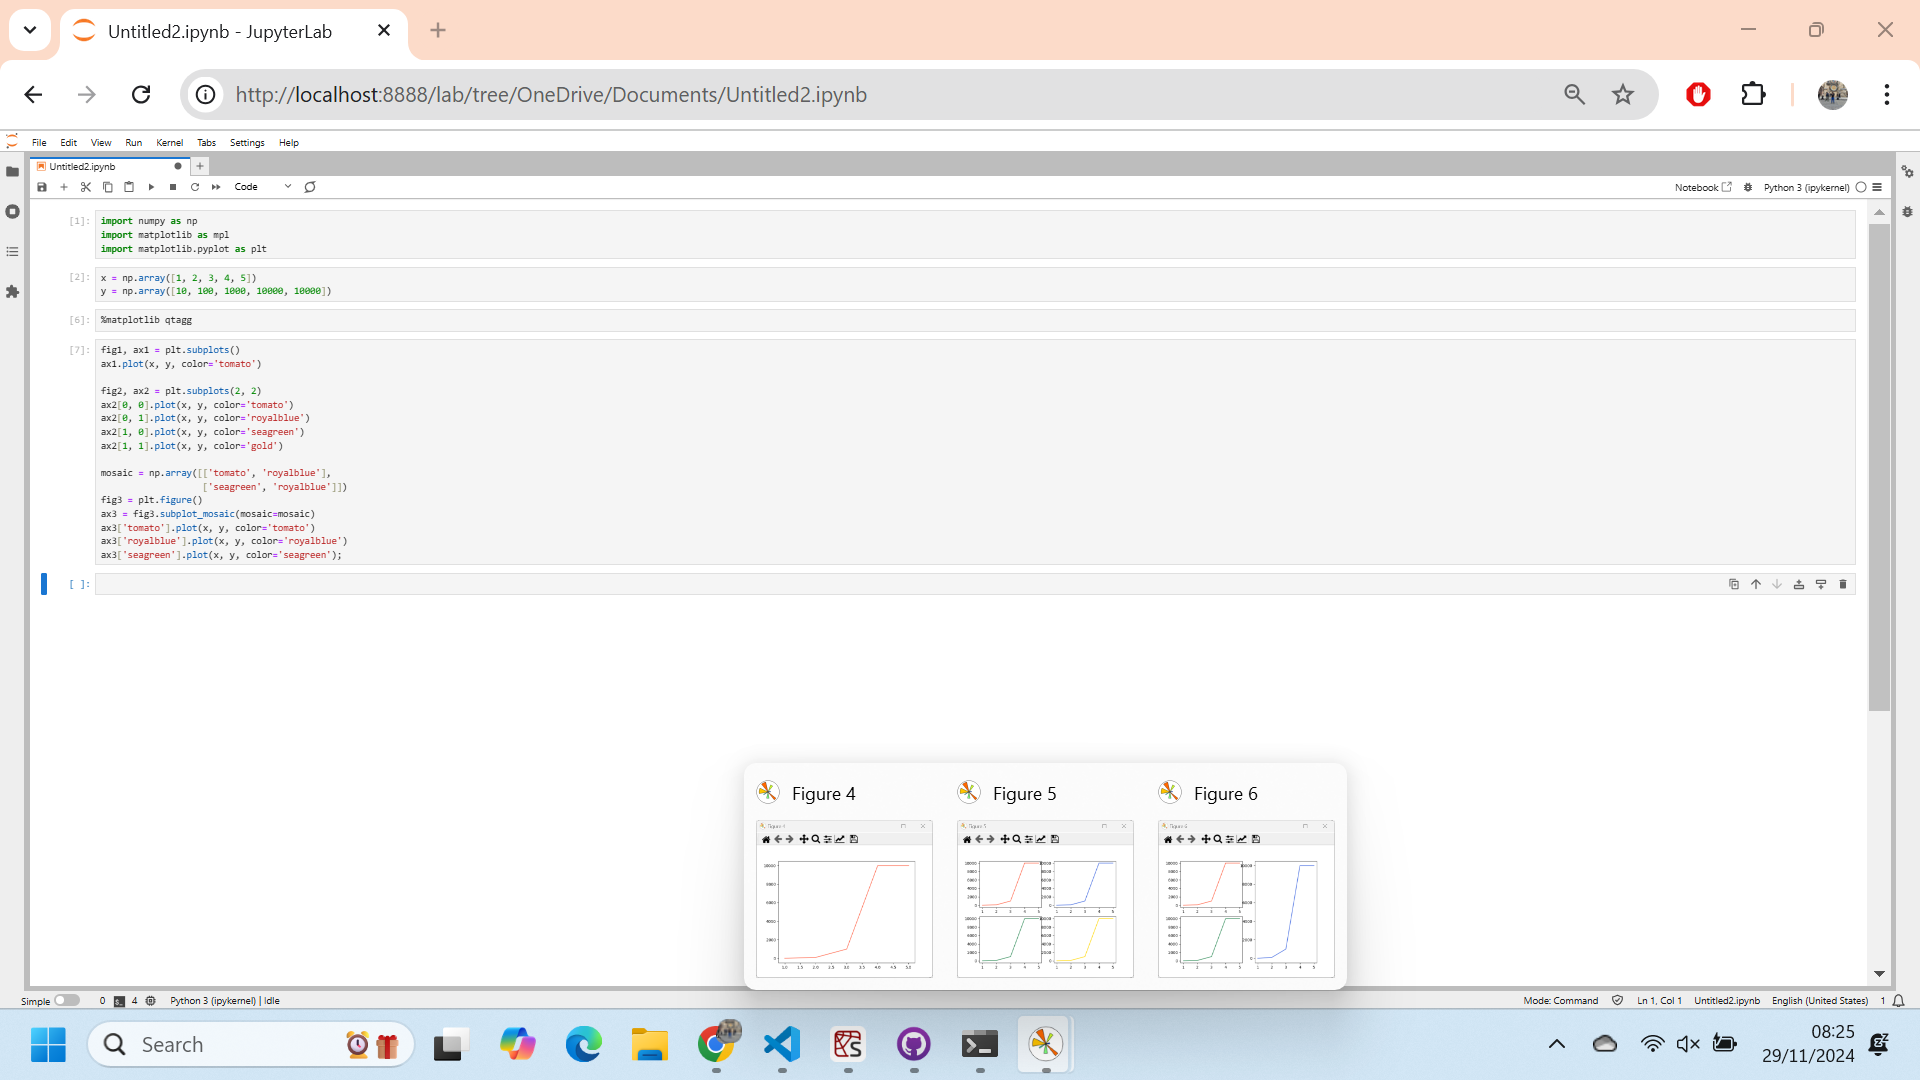 Untitled2.ipynb - JupyterLab
http://localhost:8888/lab/tree/OneDrive/Documents/Untitled2.ipynb
File Edit View Run Kernel Tabs Settings Help
Untitled2.ipynb
Code
Notebook
Python 3 (ipykernel)
[1]:
import numpy as np
import matplotlib as mpl
import matplotlib.pyplot as plt
[2]:
x = np.array([1, 2, 3, 4, 5])
y = np.array([10, 100, 1000, 10000, 10000])
[6]:
%matplotlib qtagg
[7]:
fig1, ax1 = plt.subplots()
ax1.plot(x, y, color='tomato')
fig2, ax2 = plt.subplots(2, 2)
ax2[0, 0].plot(x, y, color='tomato')
ax2[0, 1].plot(x, y, color='royalblue')
ax2[1, 0].plot(x, y, color='seagreen')
ax2[1, 1].plot(x, y, color='gold')
mosaic = np.array([['tomato', 'royalblue'],
['seagreen', 'royalblue']])
fig3 = plt.figure()
ax3 = fig3.subplot_mosaic(mosaic=mosaic)
ax3['tomato'].plot(x, y, color='tomato')
ax3['royalblue'].plot(x, y, color='royalblue')
ax3['seagreen'].plot(x, y, color='seagreen');
[ ]:
Figure 4
Figure 5
Figure 6
Simple
0
4
Python 3 (ipykernel) | Idle
Mode: Command
Ln 1, Col 1
Untitled2.ipynb
English (United States)
1
Search
08:25
29/11/2024